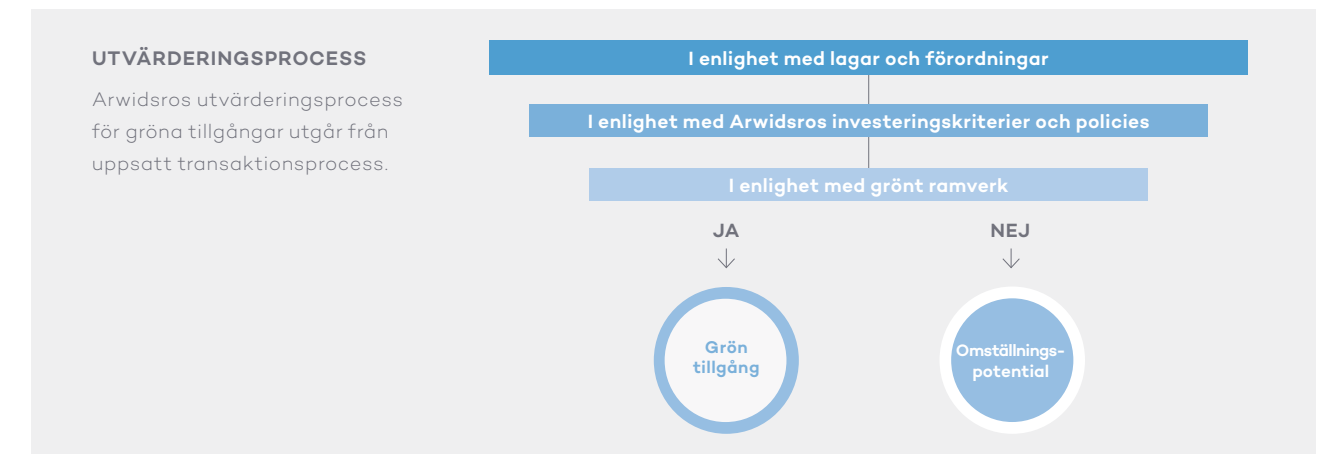 UTVÄRDERINGSPROCESS
Arwidsros utvärderingsprocess
för gröna tillgångar utgår från
uppsatt transaktionsprocess.
I enlighet med lagar och förordningar
I enlighet med Arwidsros investeringskriterier och policies
I enlighet med grönt ramverk
JA
NEJ
Grön
tillgång
Omställnings-
potential